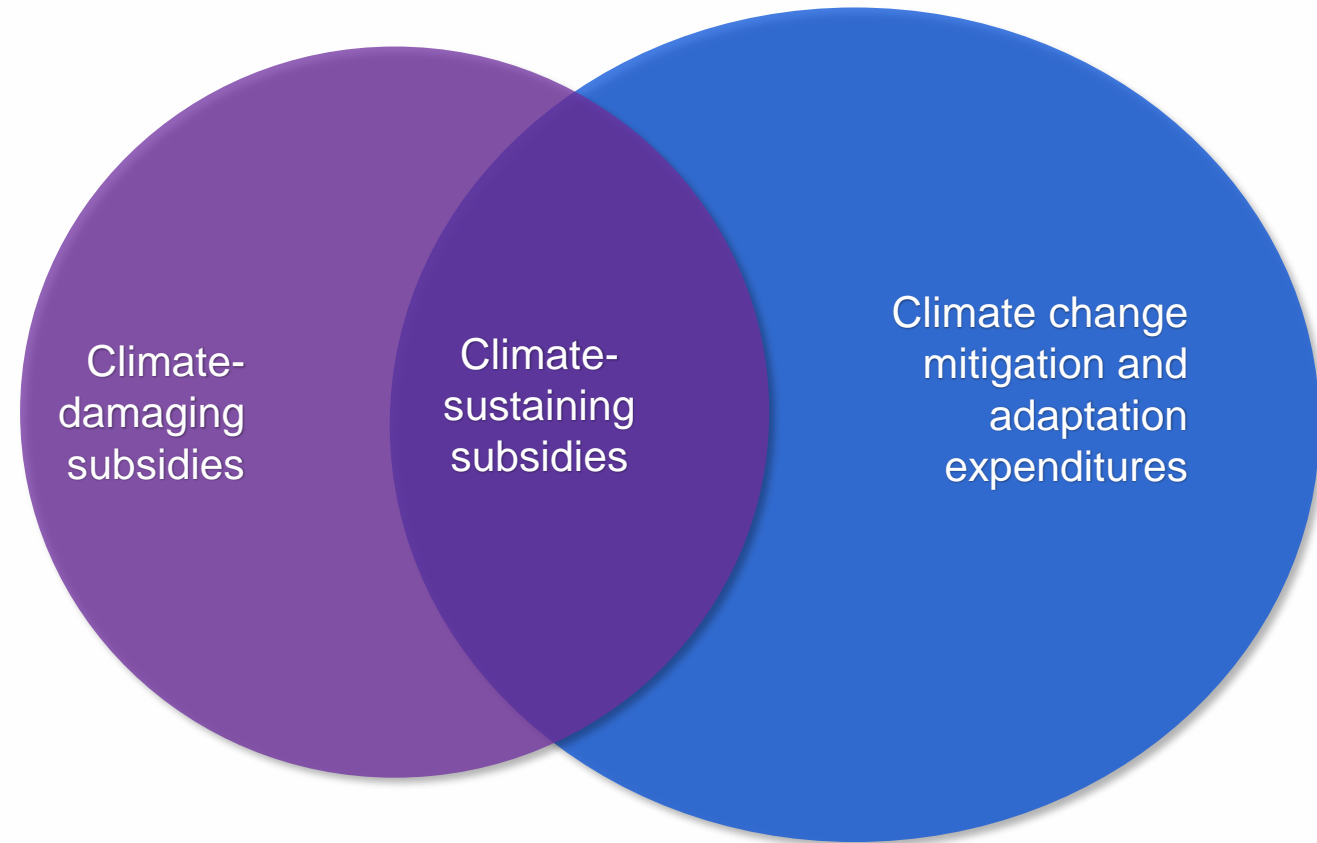 Climate-
damaging
subsidies
Climate-
sustaining
subsidies
Climate change
mitigation and
adaptation
expenditures